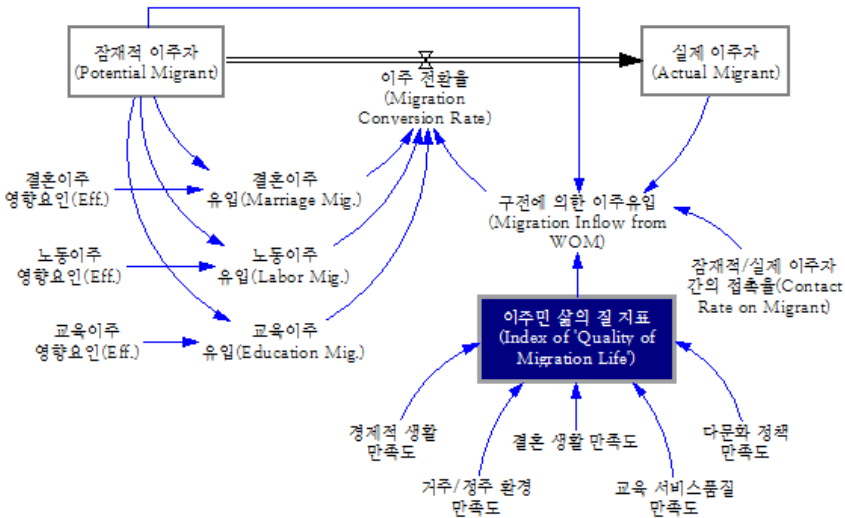 잠재적 이주자
(Potential Migrant)
실제 이주자
(Actual Migrant)
이주 전환율
(Migration
Conversion Rate)
결혼이주
영향요인(Eff.)
결혼이주
유입(Marriage Mig.)
구전에 의한 이주유입
(Migration Inflow from
WOM)
노동이주
영향요인(Eff.)
노동이주
유입(Labor Mig.)
잠재적/실제 이주자
간의 접촉율(Contact
Rate on Migrant)
교육이주
영향요인(Eff.)
교육이주
유입(Education Mig.)
이주민 삶의 질 지표
(Index of 'Quality of
Migration Life')
경제적 생활
만족도
거주/정주 환경
만족도
결혼 생활 만족도
교육 서비스품질
만족도
다문화 정책
만족도